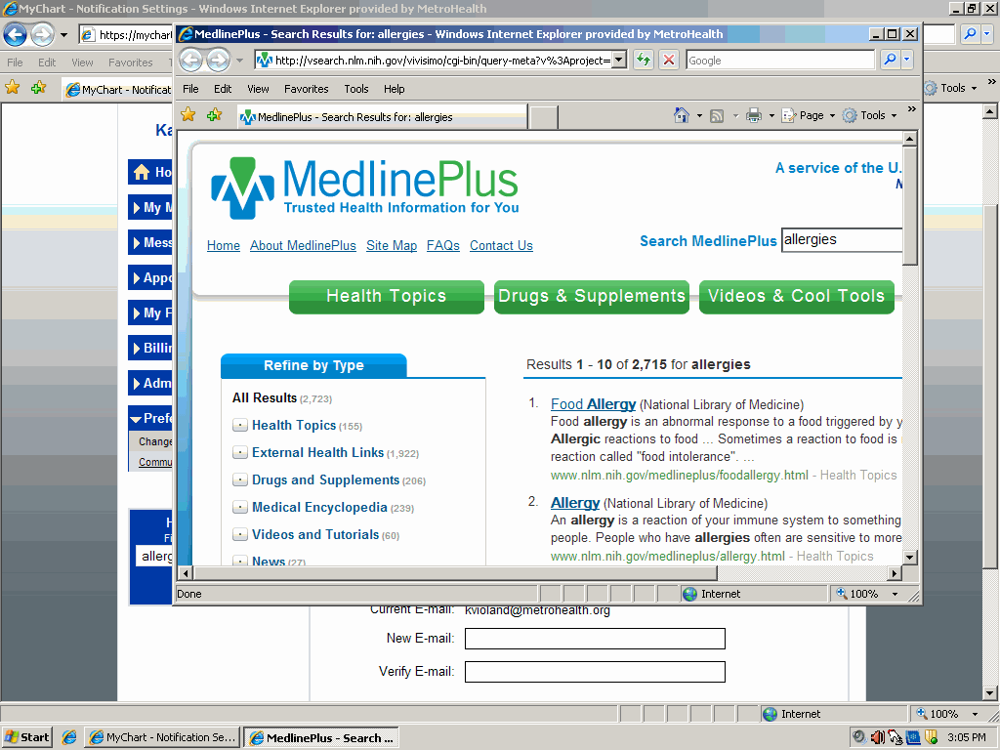 MyChart - Notification Settings - Windows Internet Explorer provided by MetroHealth
https://mychart
File Edit View Favorites
MyChart - Notificat
Tools
MedlinePlus - Search Results for: allergies - Windows Internet Explorer provided by MetroHealth
http://vsearch.nlm.nih.gov/vivisimo/cgi-bin/query-meta?v%3Aproject=
Google
File Edit View Favorites Tools Help
MedlinePlus - Search Results for: allergies
Page Tools
MedlinePlus
Trusted Health Information for You
A service of the U.
N
Home About MedlinePlus Site Map FAQs Contact Us
Search MedlinePlus allergies
Health Topics Drugs & Supplements Videos & Cool Tools
Refine by Type
All Results (2,723)
Health Topics (155)
External Health Links (1,922)
Drugs and Supplements (206)
Medical Encyclopedia (239)
Videos and Tutorials (60)
News (27)
Results 1 - 10 of 2,715 for allergies
1. Food Allergy (National Library of Medicine)
Food allergy is an abnormal response to a food triggered by y
Allergic reactions to food ... Sometimes a reaction to food is
reaction called "food intolerance". ...
www.nlm.nih.gov/medlineplus/foodallergy.html - Health Topics
2. Allergy (National Library of Medicine)
An allergy is a reaction of your immune system to something
people. People who have allergies often are sensitive to more
www.nlm.nih.gov/medlineplus/allergy.html - Health Topics
Done
Internet
100%
Ka
Ho
My M
Mess
Appo
My F
Billin
Adm
Prefe
Change
Commu
H
Fi
allerg
Current E-mail: kvioland@metrohealth.org
New E-mail:
Verify E-mail:
Internet
100%
Start
MyChart - Notification Se...
MedlinePlus - Search ...
3:05 PM